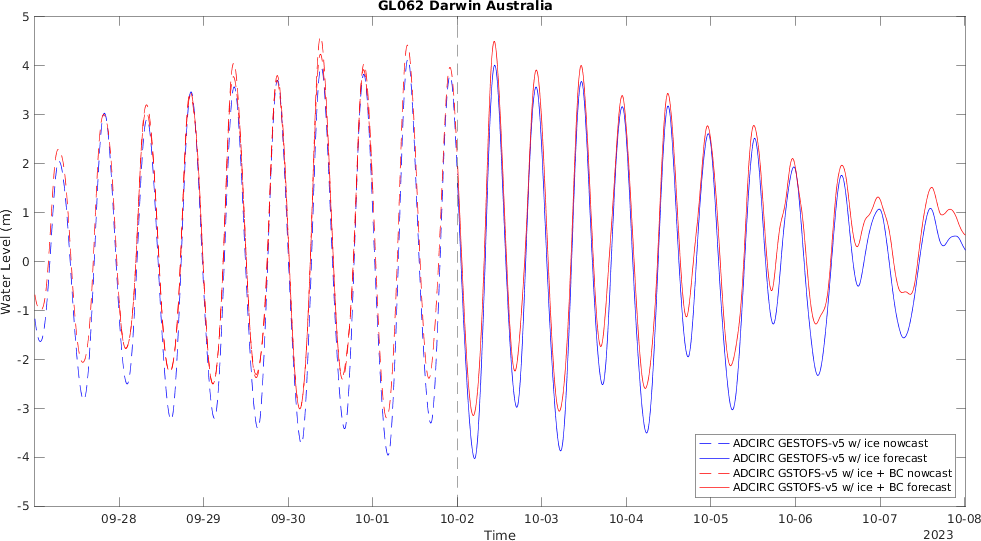 GL062 Darwin Australia
5
4
3
2
1
0
-1
-2
-3
-4
-5
Water Level (m)
ADCIRC GESTOFS-v5 w/ ice nowcast
ADCIRC GESTOFS-v5 w/ ice forecast
ADCIRC GSTOFS-v5 w/ ice + BC nowcast
ADCIRC GSTOFS-v5 w/ ice + BC forecast
09-28 09-29 09-30 10-01 10-02 10-03 10-04 10-05 10-06 10-07 10-08
Time
2023